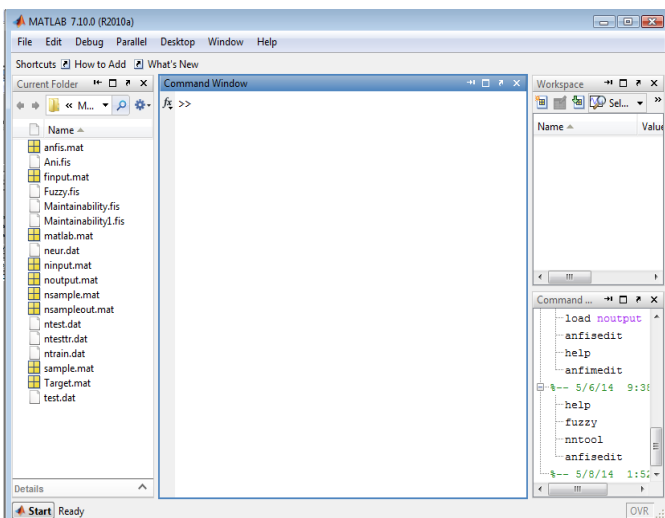 MATLAB 7.10.0 (R2010a)
File Edit Debug Parallel Desktop Window Help
Shortcuts How to Add What's New
Current Folder
« M...
Name
anfis.mat
Ani.fis
finput.mat
Fuzzy.fis
Maintainability.fis
Maintainability1.fis
matlab.mat
neur.dat
ninput.mat
noutput.mat
nsample.mat
nsampleout.mat
ntest.dat
ntesttr.dat
ntrain.dat
sample.mat
Target.mat
test.dat
Details
Command Window
fx >>
Workspace
Sel...
Name Value
Command ...
load noutput
anfisedit
help
anfimedit
%-- 5/6/14 9:38
help
fuzzy
nntool
anfisedit
%-- 5/8/14 1:52
Start Ready
OVR